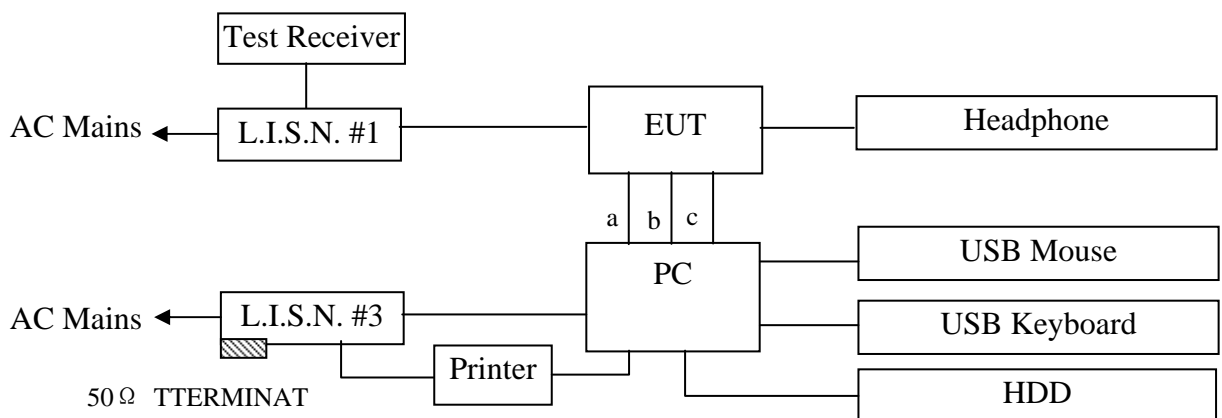 Test Receiver
AC Mains
L.I.S.N. #1
EUT
Headphone
a
b
c
PC
USB Mouse
AC Mains
L.I.S.N. #3
USB Keyboard
Printer
HDD
50Ω TTERMINAT